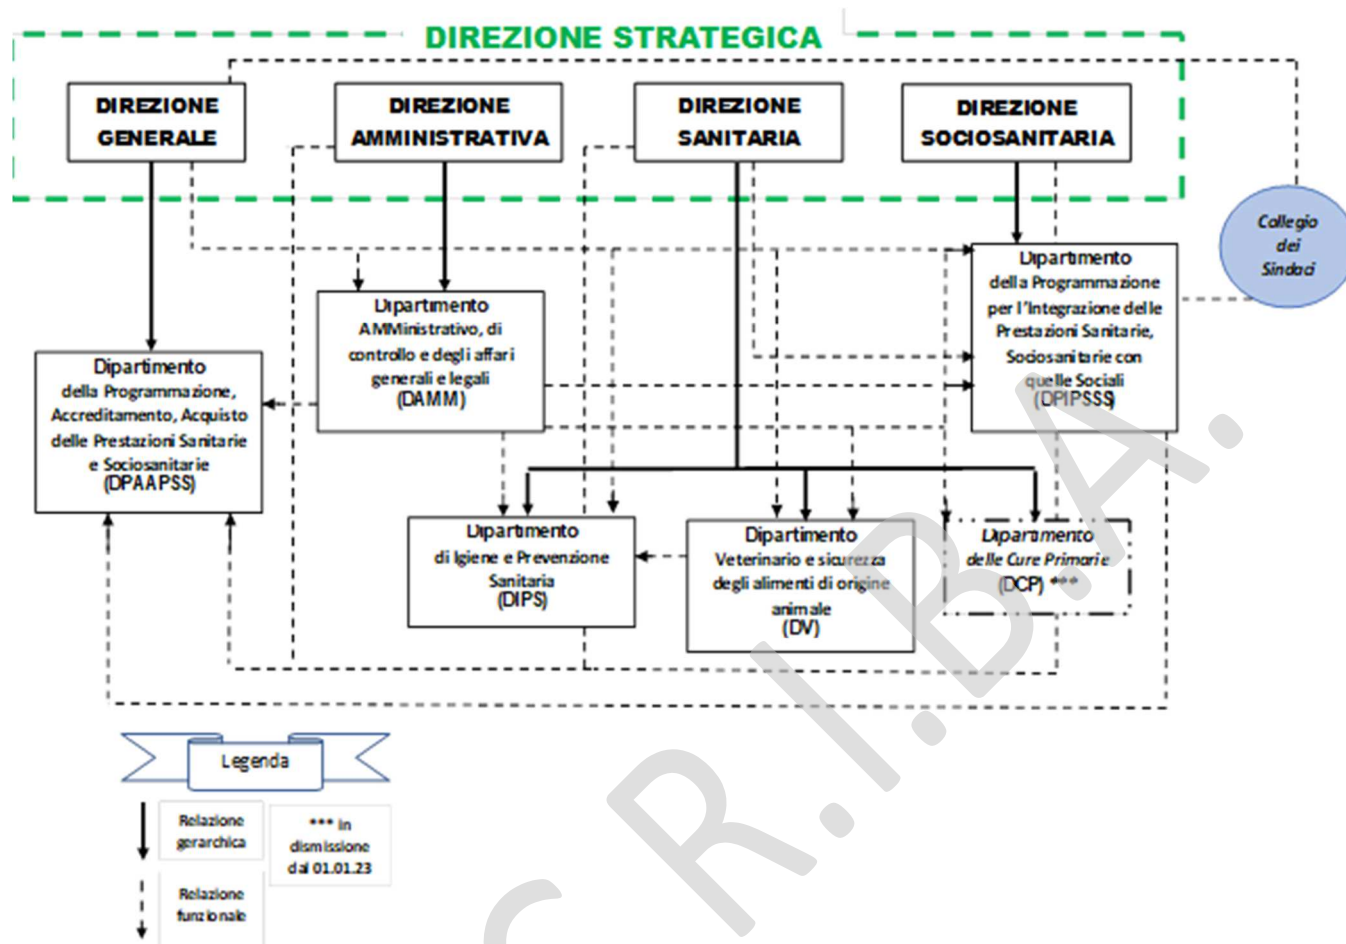 DIREZIONE STRATEGICA
DIREZIONE
GENERALE
DIREZIONE
AMMINISTRATIVA
DIREZIONE
SANITARIA
DIREZIONE
SOCIOSANITARIA
Collegio
dei
Sindaci
Dipartimento
della Programmazione
per l'Integrazione delle
Prestazioni Sanitarie,
Sociosanitarie con
quelle Sociali
(DPIPSSS)
Dipartimento
AMMinistrativo, di
controllo e degli affari
generali e legali
(DAMM)
Dipartimento
della Programmazione,
Accreditamento, Acquisto
delle Prestazioni Sanitarie
e Sociosanitarie
(DPAAPSS)
Dipartimento
di Igiene e Prevenzione
Sanitaria
(DIPS)
Dipartimento
Veterinario e sicurezza
degli alimenti di origine
animale
(DV)
Dipartimento
delle Cure Primarie
(DCP) ***
Legenda
Relazione
gerarchica
*** In
dismissione
dal 01.01.23
Relazione
funzionale
C R.I.B.A.